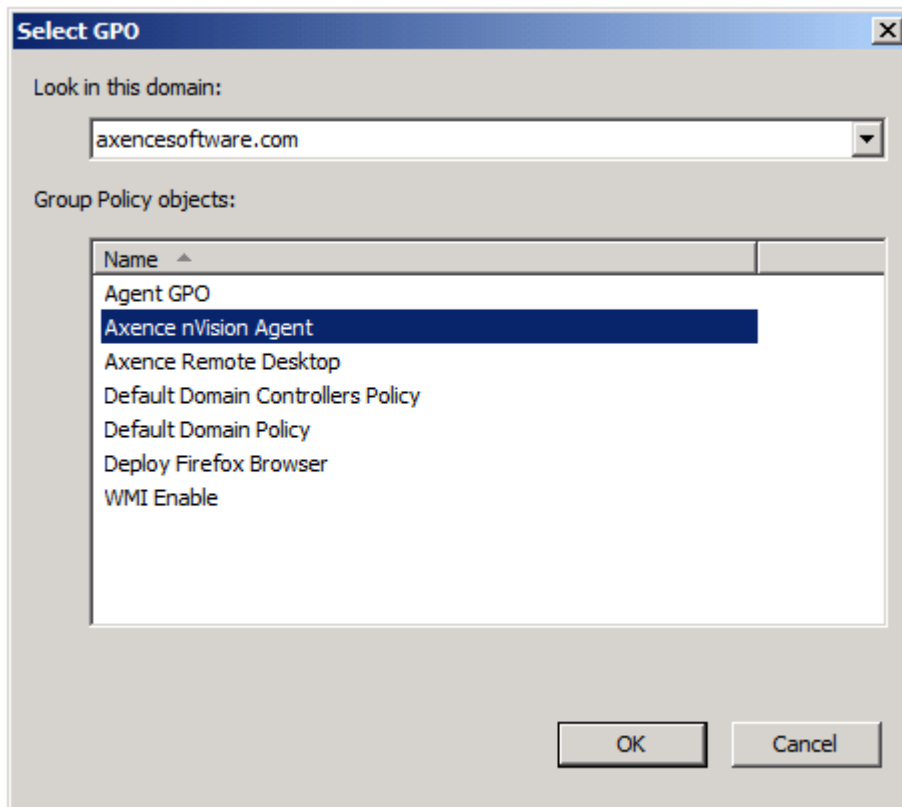 Select GPO
Look in this domain:
axencesoftware.com
Group Policy objects:
Name
Agent GPO
Axence nVision Agent
Axence Remote Desktop
Default Domain Controllers Policy
Default Domain Policy
Deploy Firefox Browser
WMI Enable
OK Cancel